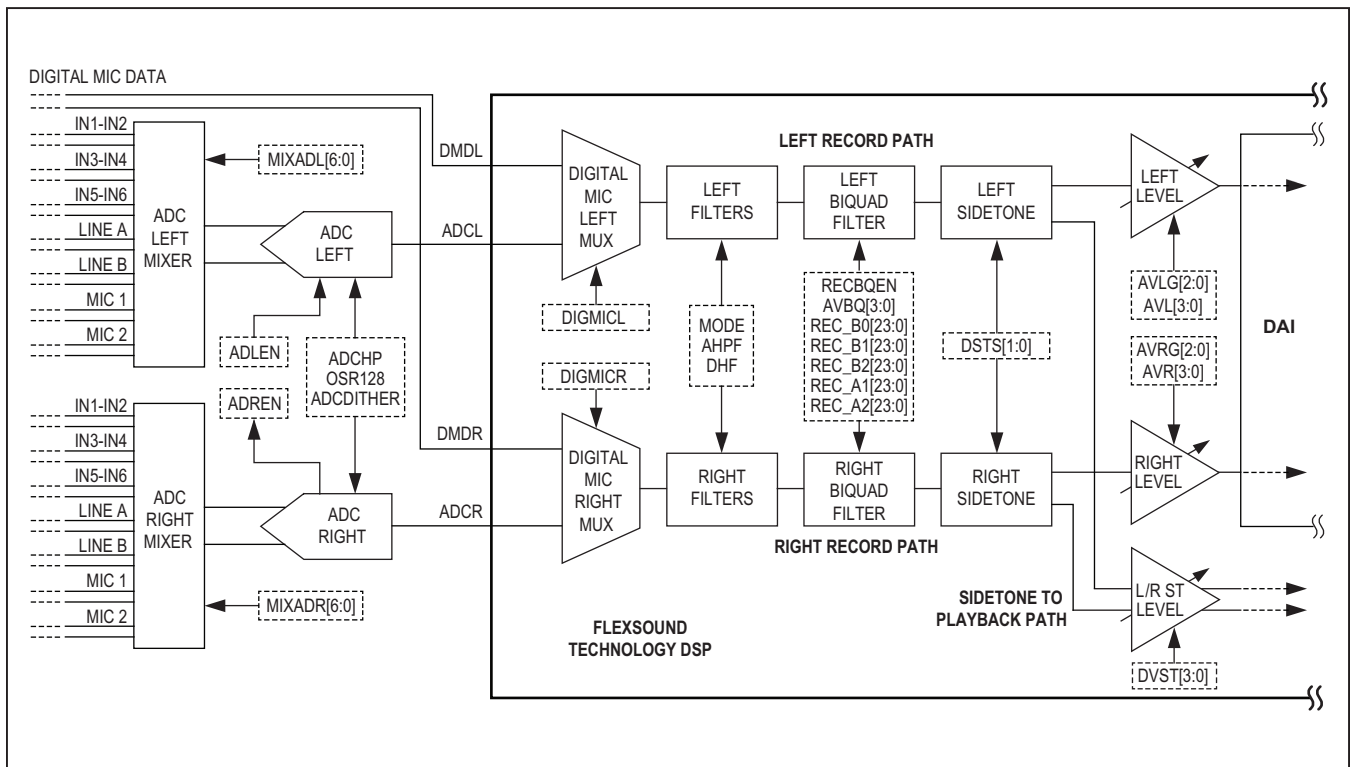 DIGITAL MIC DATA
IN1-IN2
IN3-IN4
IN5-IN6
LINE A
LINE B
MIC 1
MIC 2
ADC
LEFT
MIXER
MIXADL[6:0]
ADC
LEFT
ADLEN
ADCHP
OSR128
ADCDITHER
ADREN
IN1-IN2
IN3-IN4
IN5-IN6
LINE A
LINE B
MIC 1
MIC 2
ADC
RIGHT
MIXER
MIXADR[6:0]
ADC
RIGHT
DMDL
ADCL
DMDR
ADCR
DIGITAL
MIC
LEFT
MUX
DIGMICL
DIGMICR
DIGITAL
MIC
RIGHT
MUX
LEFT RECORD PATH
LEFT
FILTERS
LEFT
BIQUAD
FILTER
LEFT
SIDETONE
LEFT
LEVEL
MODE
AHPF
DHF
RECBQEN
AVBQ[3:0]
REC_B0[23:0]
REC_B1[23:0]
REC_B2[23:0]
REC_A1[23:0]
REC_A2[23:0]
DSTS[1:0]
AVLG[2:0]
AVL[3:0]
AVRG[2:0]
AVR[3:0]
DAI
RIGHT
FILTERS
RIGHT
BIQUAD
FILTER
RIGHT
SIDETONE
RIGHT
LEVEL
RIGHT RECORD PATH
SIDETONE TO
PLAYBACK PATH
L/R ST
LEVEL
DVST[3:0]
FLEXSOUND
TECHNOLOGY DSP